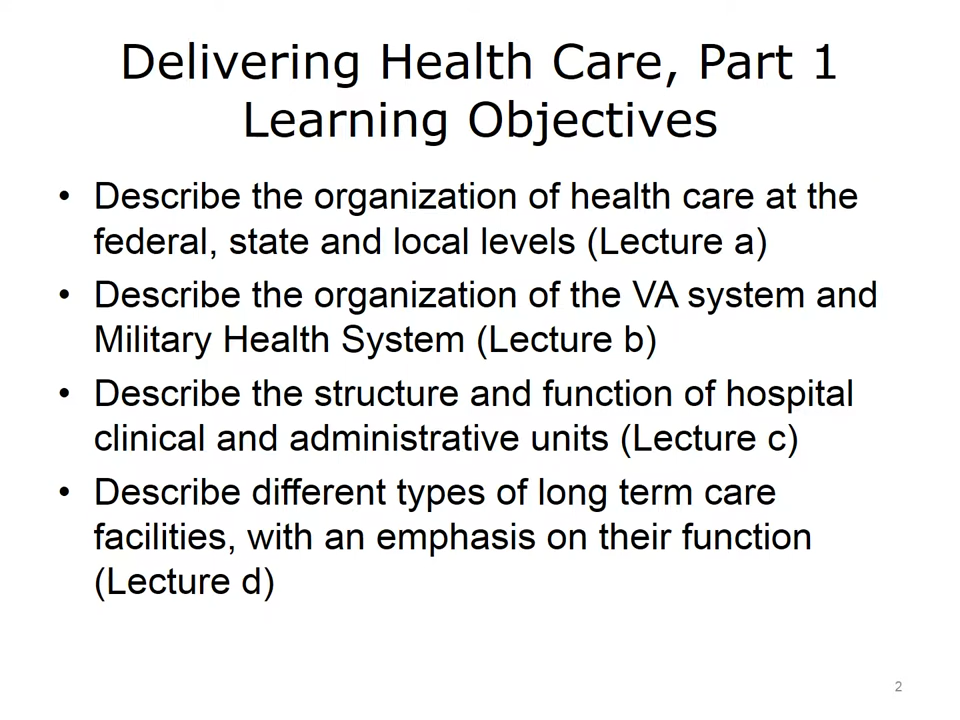 Delivering Health Care, Part 1
Learning Objectives
• Describe the organization of health care at the
federal, state and local levels (Lecture a)
• Describe the organization of the VA system and
Military Health System (Lecture b)
• Describe the structure and function of hospital
clinical and administrative units (Lecture c)
• Describe different types of long term care
facilities, with an emphasis on their function
(Lecture d)
2